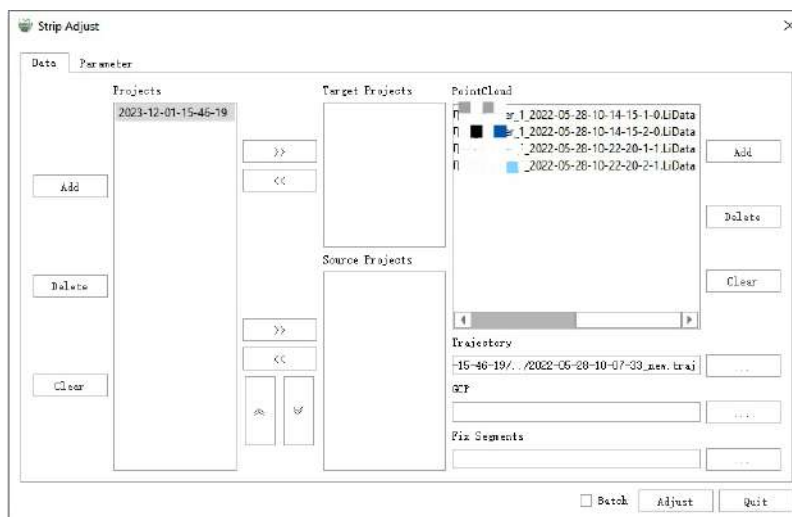 Strip Adjust
Data Parameter
Projects
2023-12-01-15-46-19
Add
Delete
Clear
>>
<<
>>
<<
Target Projects
Source Projects
PointCloud
_1_2022-05-28-10-14-15-1-0.LiData
_1_2022-05-28-10-14-15-2-0.LiData
_2022-05-28-10-22-20-1-1.LiData
_2022-05-28-10-22-20-2-1.LiData
Add
Delete
Clear
Trajectory
-15-46-19/../2022-05-28-10-07-33_new.traj
...
GCP
....
Fix Segments
...
Batch
Adjust
Quit